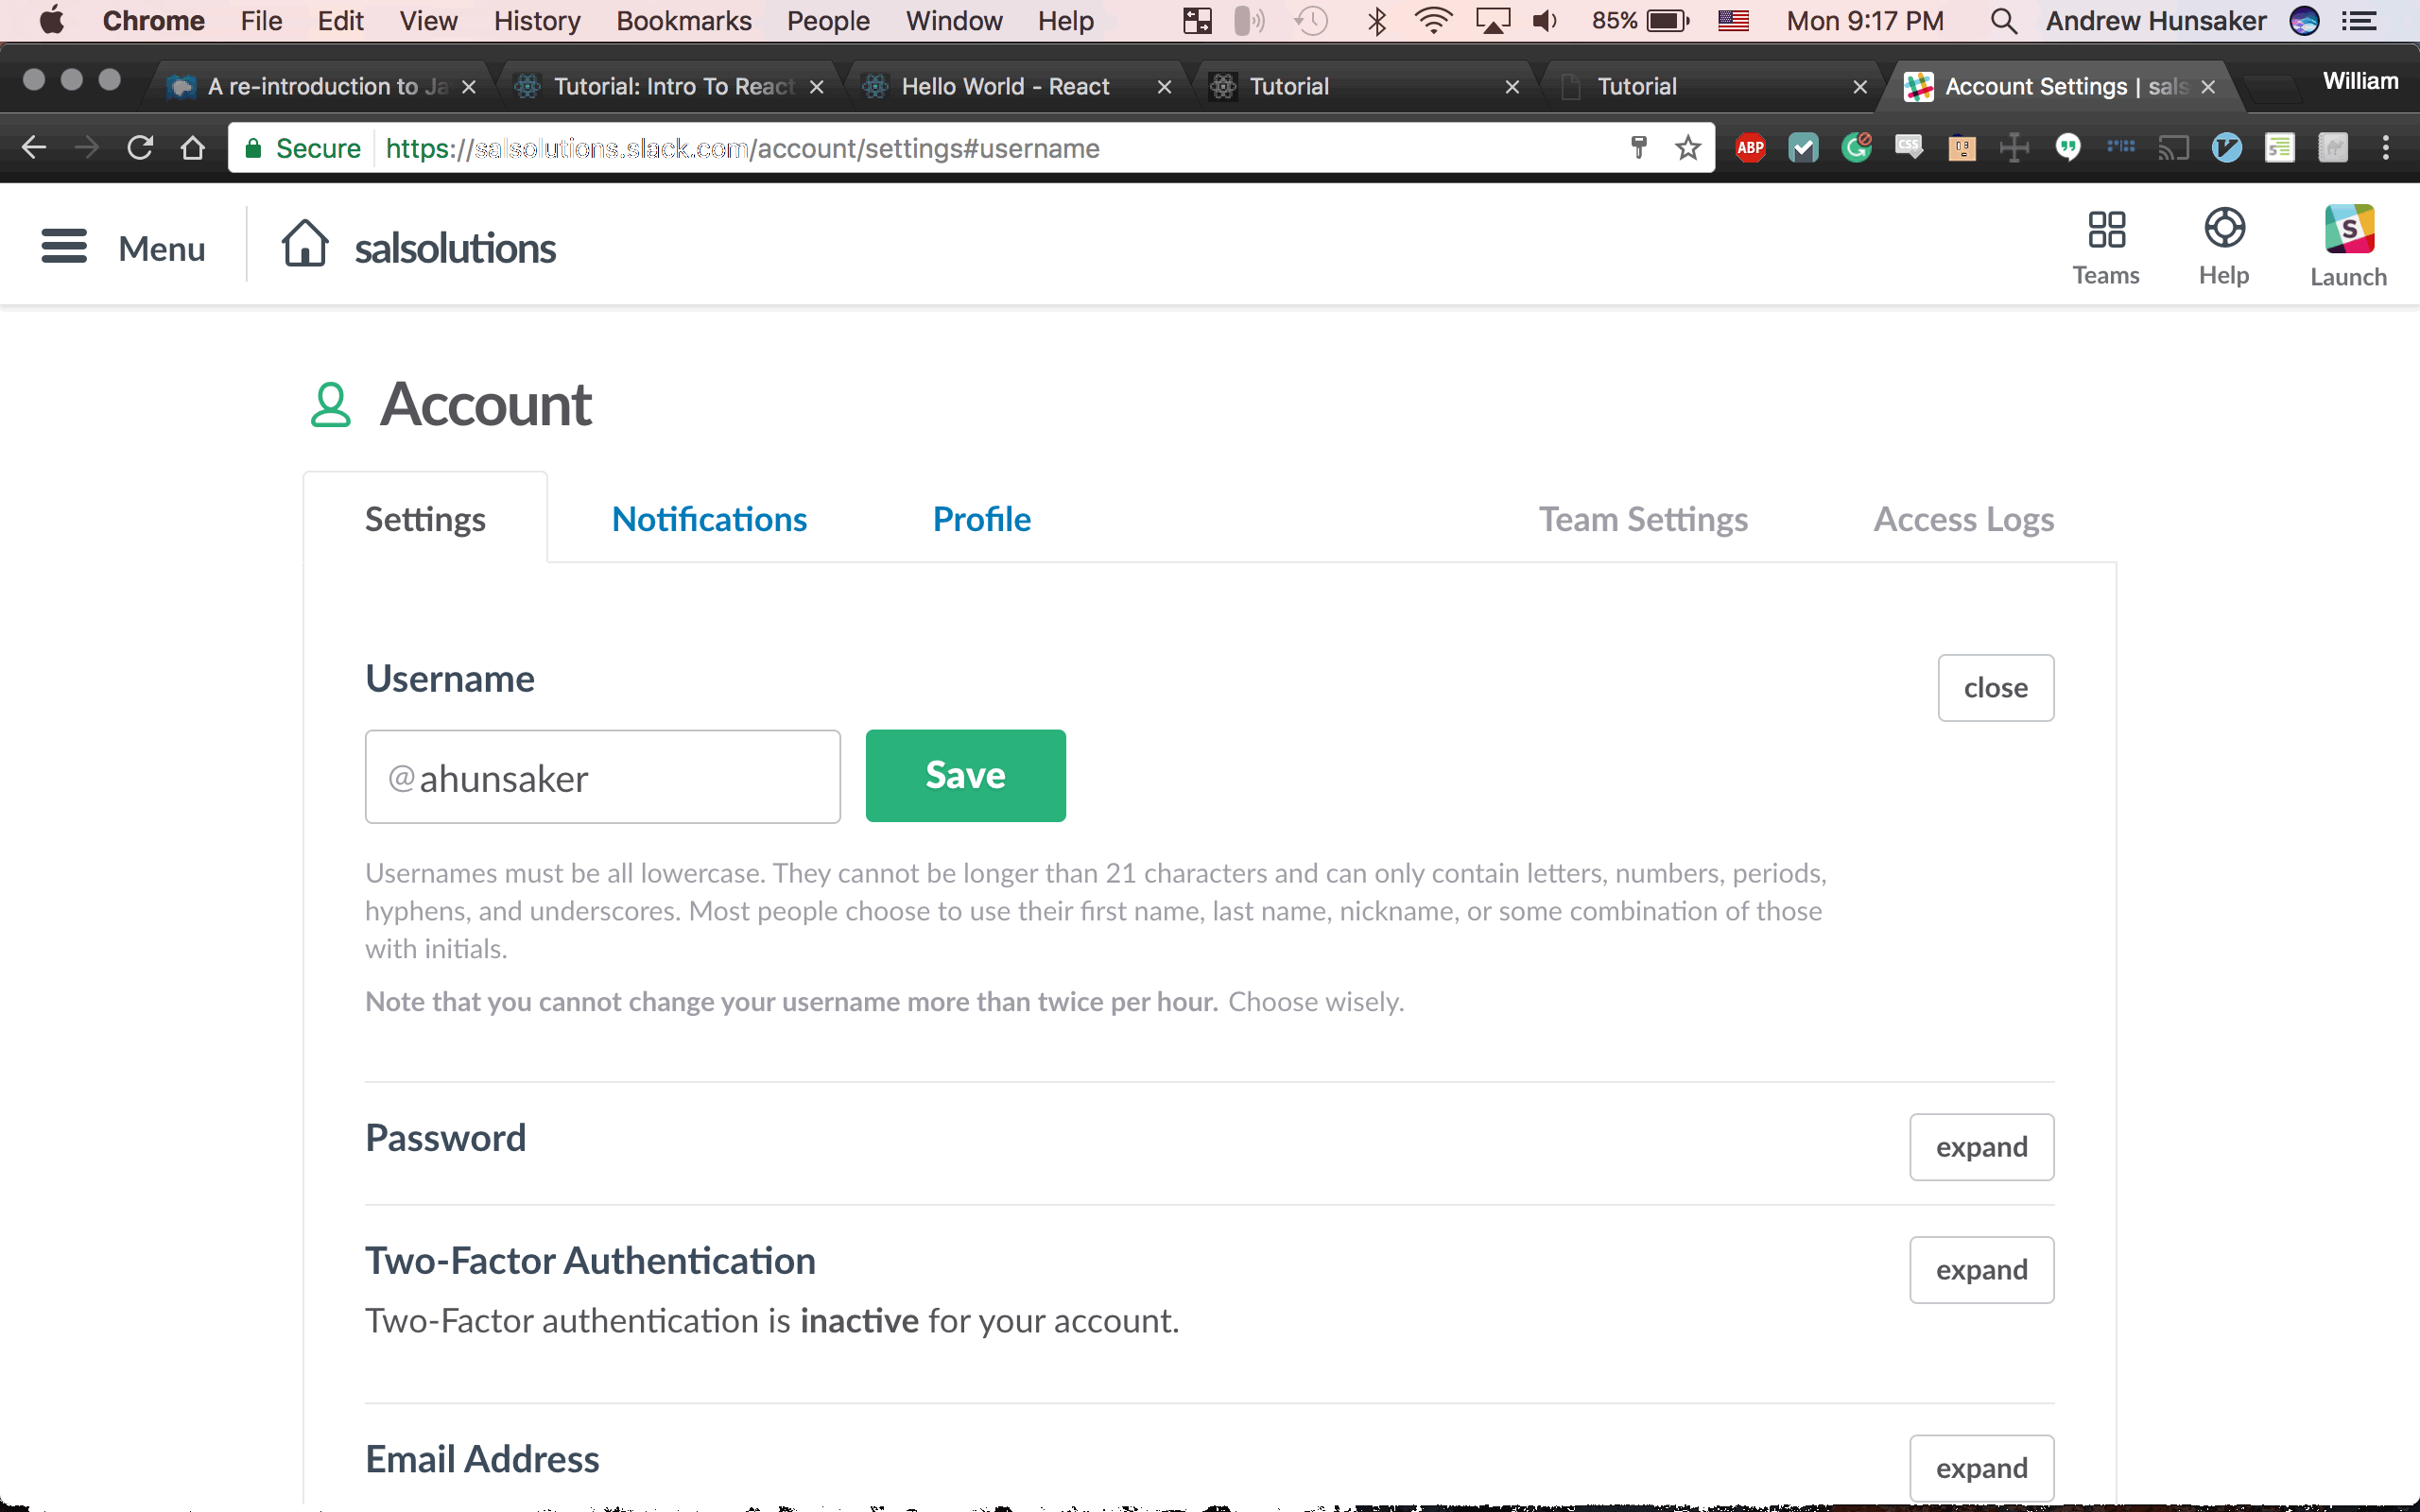 Chrome File Edit View History Bookmarks People Window Help 85% Mon 9:17 PM Andrew Hunsaker
A re-introduction to Ja Tutorial: Intro To React Hello World - React Tutorial Tutorial Account Settings | sals William
Secure https://salsolutions.slack.com/account/settings#username ABP CSS
Menu salsolutions Teams Help S Launch
Account
Settings Notifications Profile Team Settings Access Logs
Username close
@ahunsaker Save
Usernames must be all lowercase. They cannot be longer than 21 characters and can only contain letters, numbers, periods,
hyphens, and underscores. Most people choose to use their first name, last name, nickname, or some combination of those
with initials.
Note that you cannot change your username more than twice per hour. Choose wisely.
Password expand
Two-Factor Authentication expand
Two-Factor authentication is inactive for your account.
Email Address expand